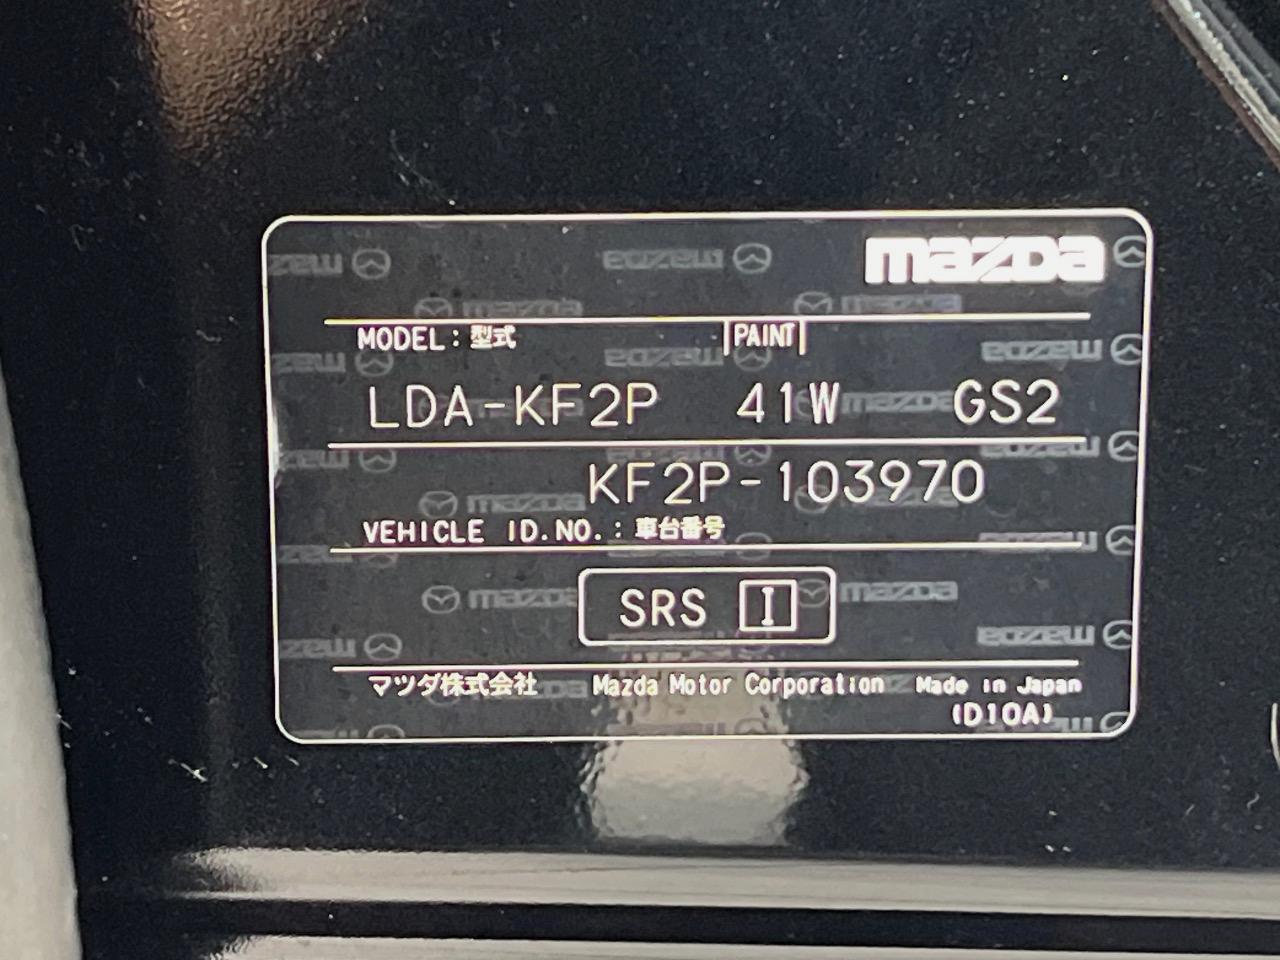 mazda
MODEL: 型式 PAINT
LDA-KF2P 41W GS2
KF2P-103970
VEHICLE ID.NO.: 車台番号
SRS I
マツダ株式会社 Mazda Motor Corporation Made in Japan
(D10A)